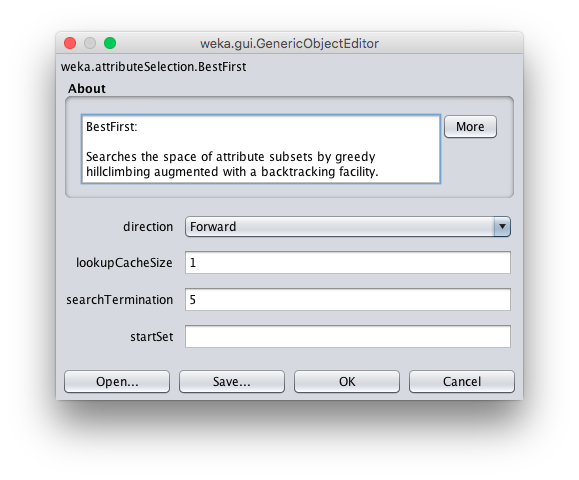 weka.gui.GenericObjectEditor
weka.attributeSelection.BestFirst
About
BestFirst:
Searches the space of attribute subsets by greedy
hillclimbing augmented with a backtracking facility.
More
direction Forward
lookupCacheSize 1
searchTermination 5
startSet
Open... Save... OK Cancel